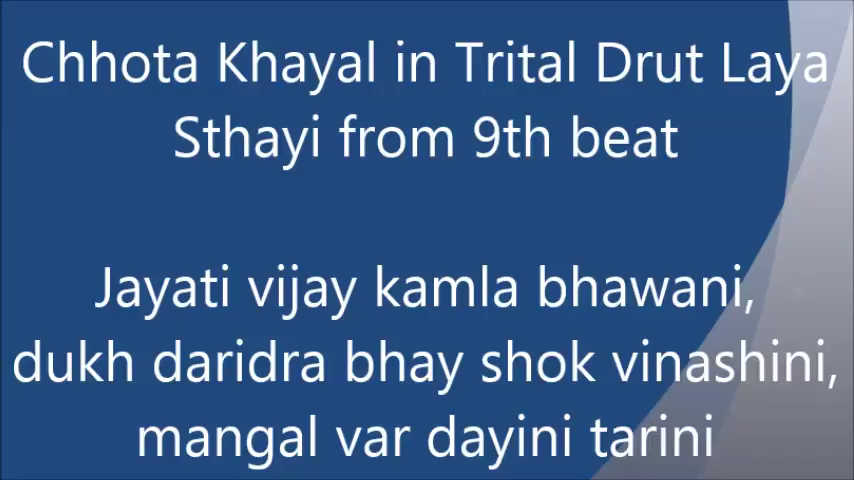 Chhota Khayal in Trital Drut Laya
Sthayi from 9th beat
Jayati vijay kamla bhawani,
dukh daridra bhay shok vinashini,
mangal var dayini tarini